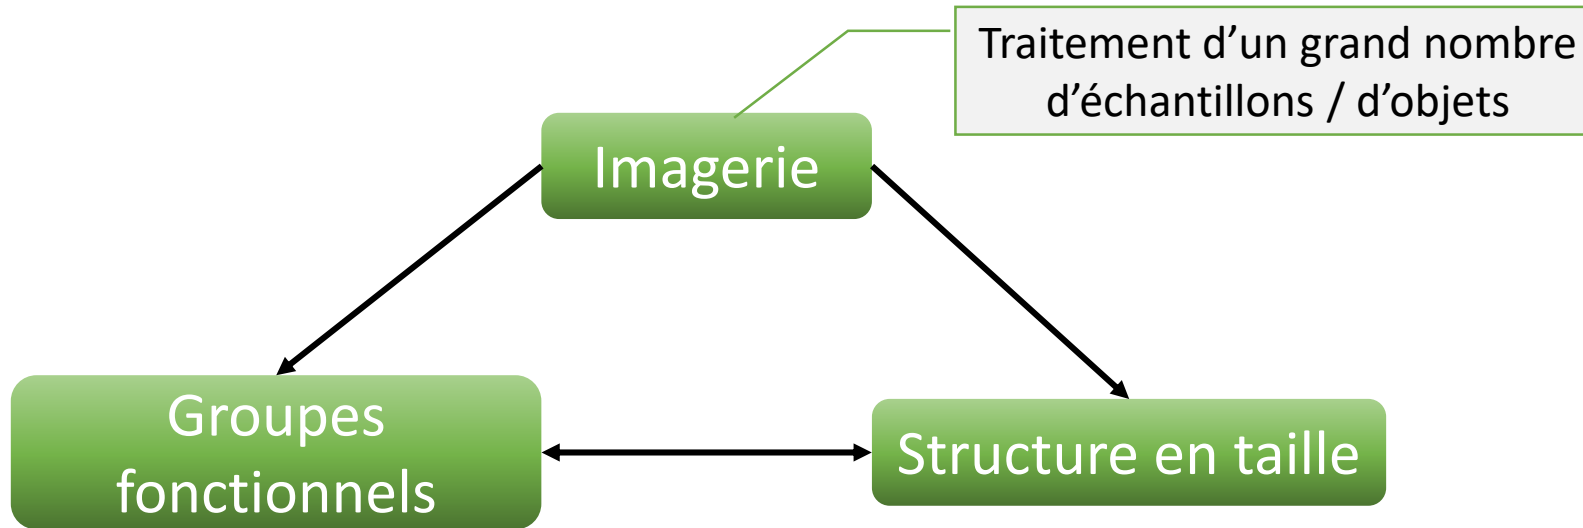 Traitement d’un grand nombre
d’échantillons / d’objets
Imagerie
Groupes
fonctionnels
Structure en taille